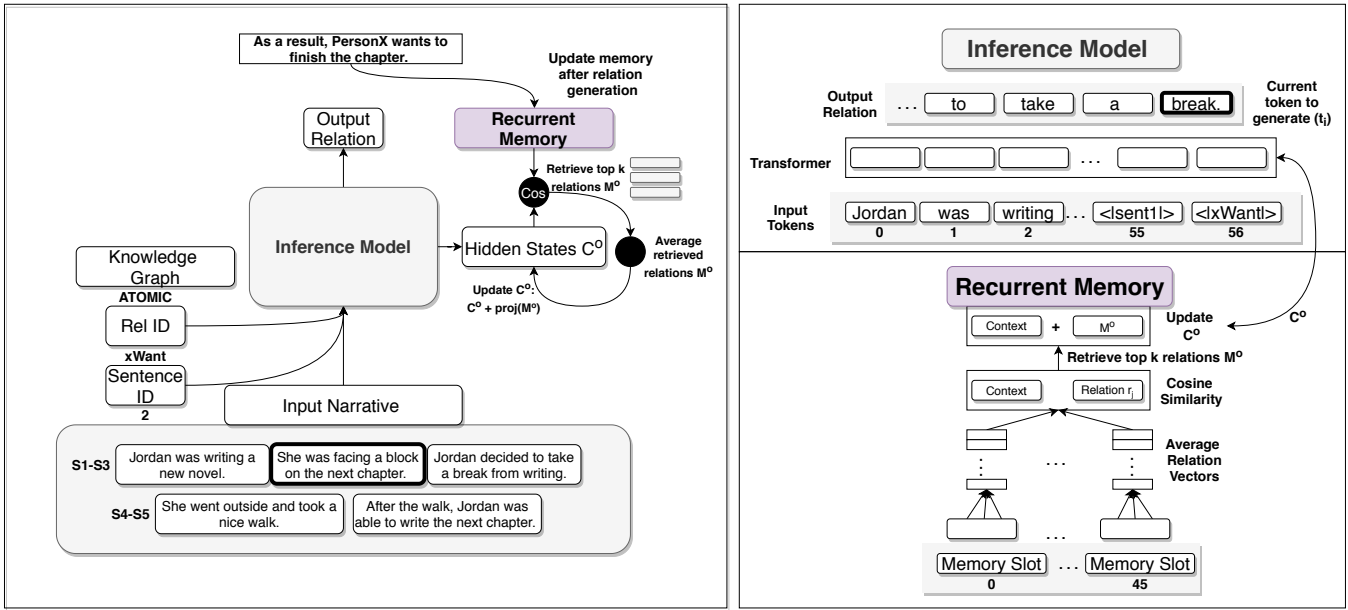 As a result, PersonX wants to
finish the chapter.
Update memory
after relation
generation
Output
Relation
Recurrent
Memory
Retrieve top k
relations Mº
Cos
Inference Model
Hidden States Cº
Average
retrieved
relations Mº
Update Cº:
Cº + proj(Mº)
Knowledge
Graph
ATOMIC
Rel ID
xWant
Sentence
ID
2
Input Narrative
S1-S3
Jordan was writing a
new novel.
She was facing a block
on the next chapter.
Jordan decided to take
a break from writing.
S4-S5
She went outside and took a
nice walk.
After the walk, Jordan was
able to write the next chapter.
Inference Model
Output
Relation
... to take a break.
Current
token to
generate (tᵢ)
Transformer
...
Input
Tokens
Jordan was writing ... <|sent1|> <|xWant|>
0 1 2 55 56
Recurrent Memory
Context + Mº
Update
Cº
Cº
Retrieve top k relations Mº
Context Relation rⱼ
Cosine
Similarity
Average
Relation
Vectors
...
...
Memory Slot ... Memory Slot
0 45